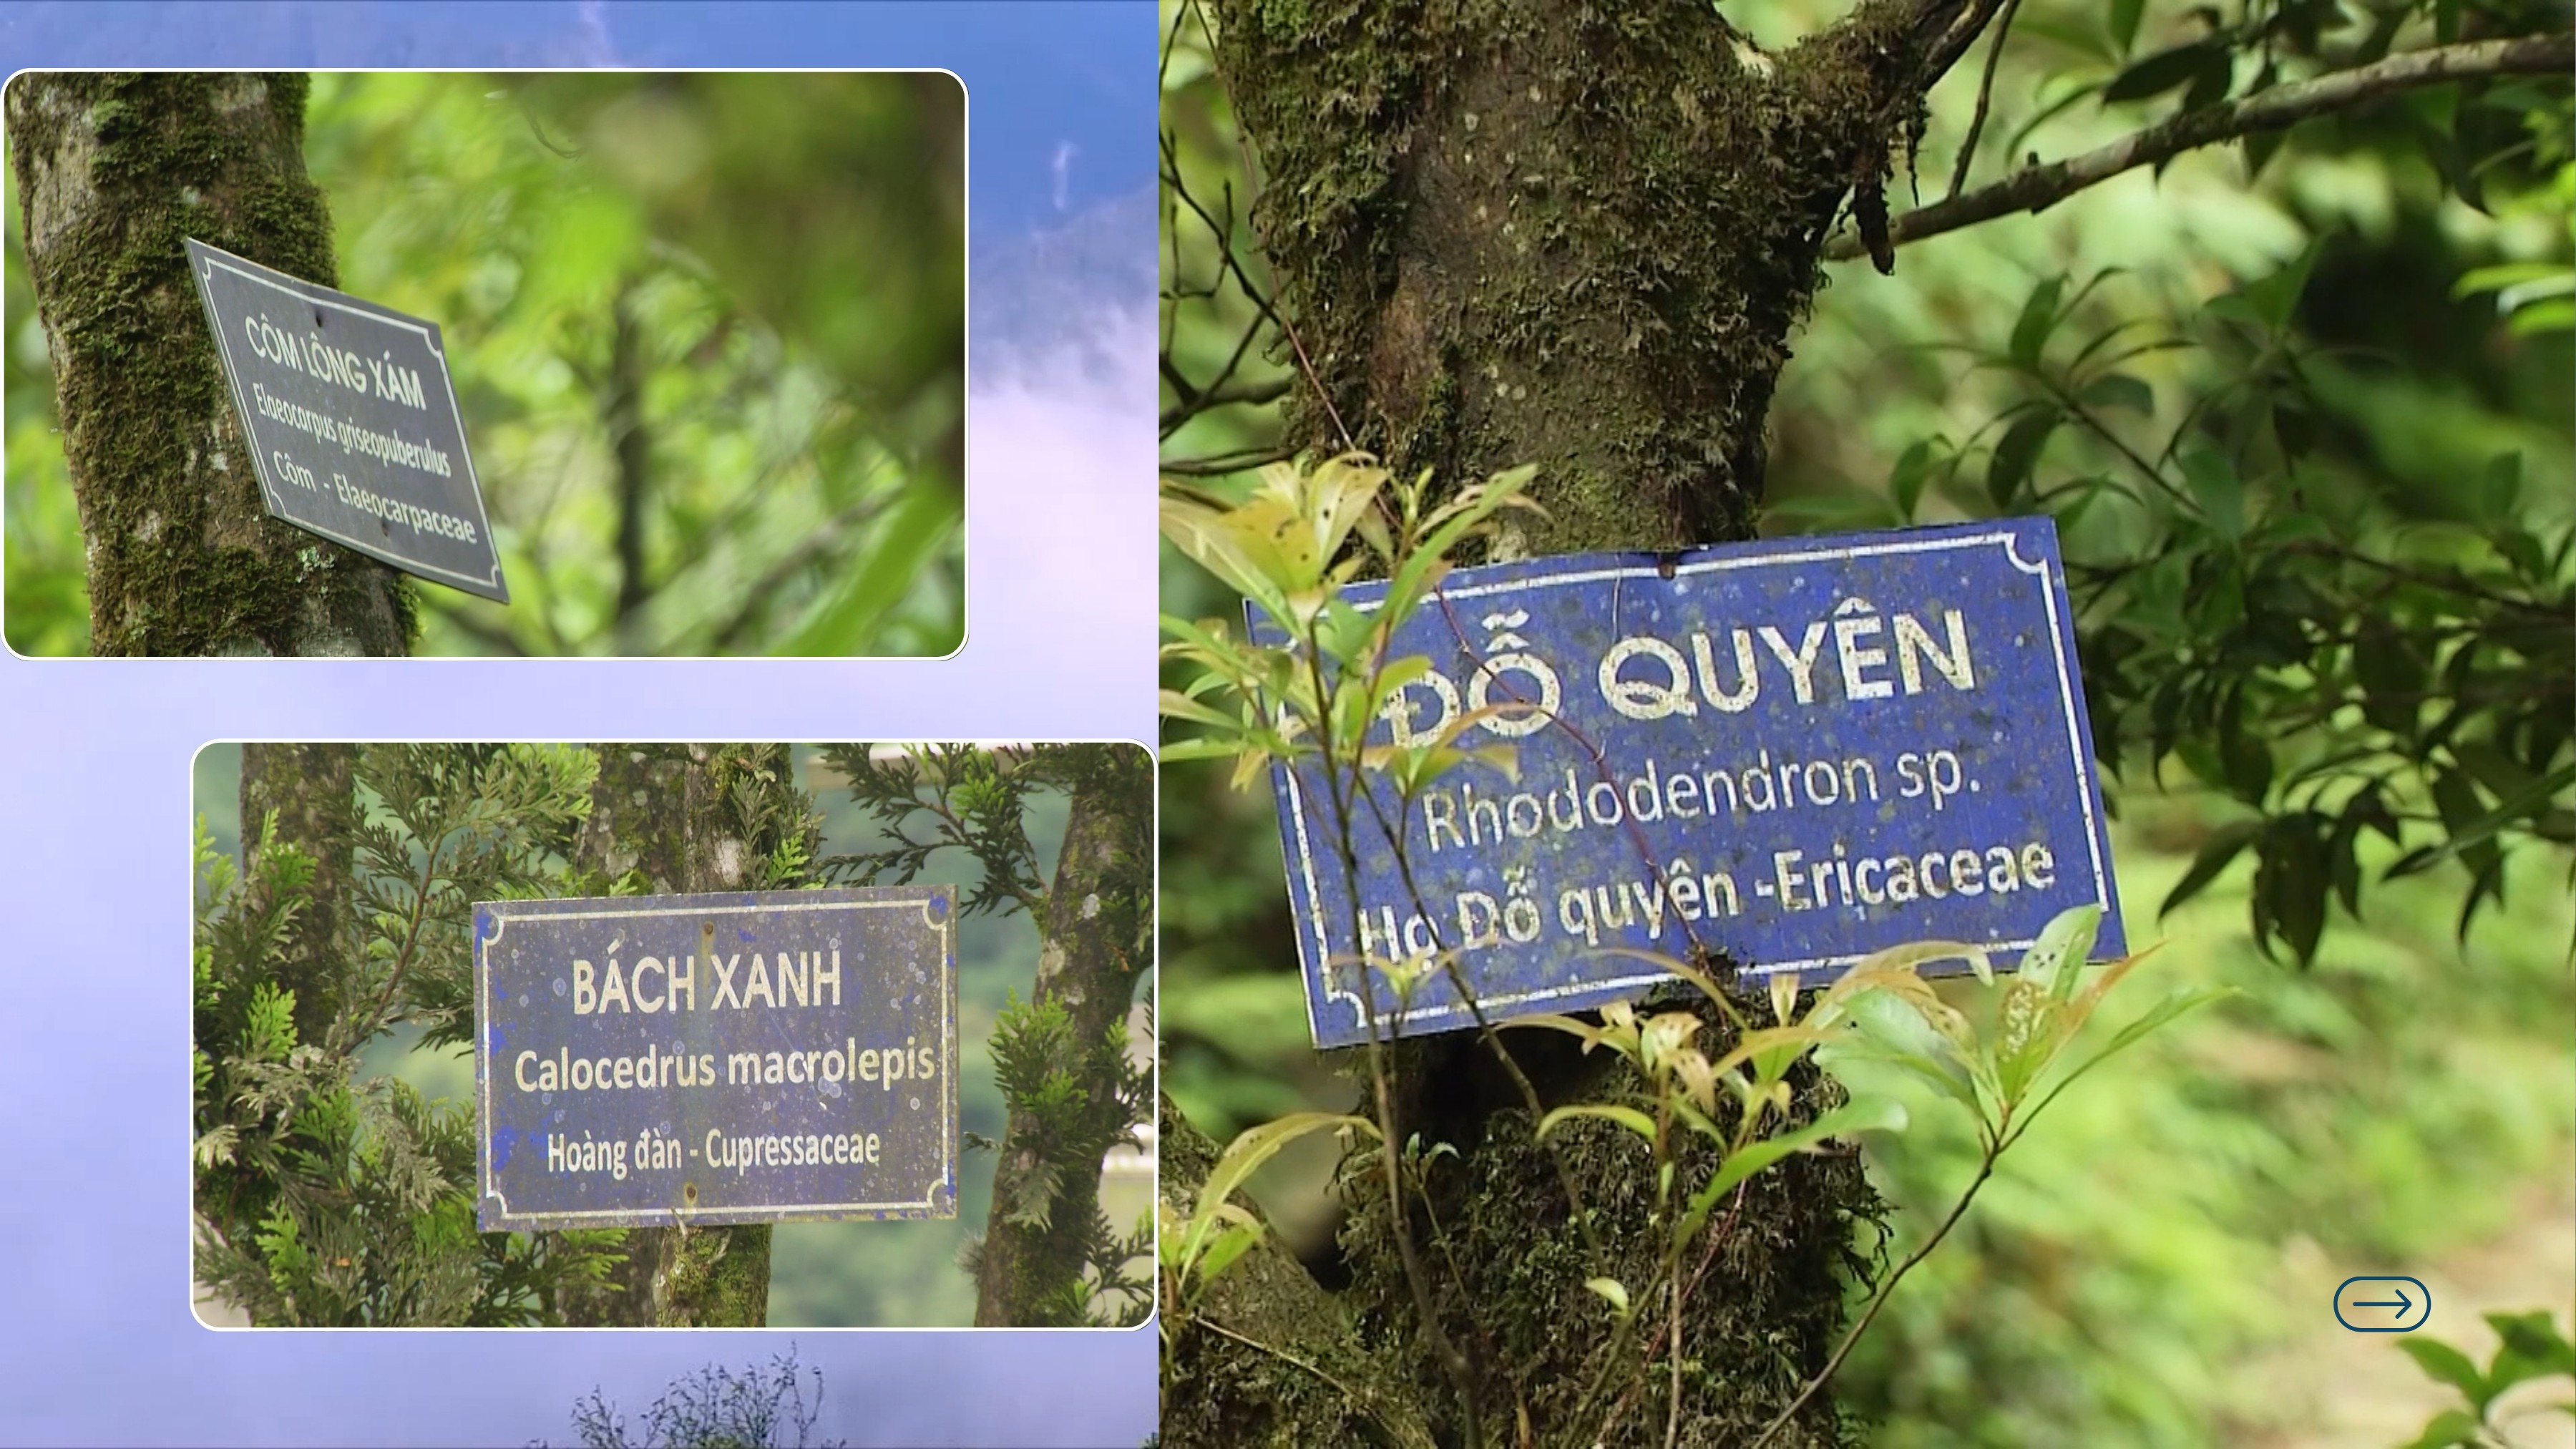 CÔM LÔNG XÁM
Elaeocarpus griseopuberulus
Côm - Elaeocarpaceae
BÁCH XANH
Calocedrus macrolepis
Hoàng đàn - Cupressaceae
ĐỖ QUYÊN
Rhododendron sp.
Họ Đỗ quyên -Ericaceae